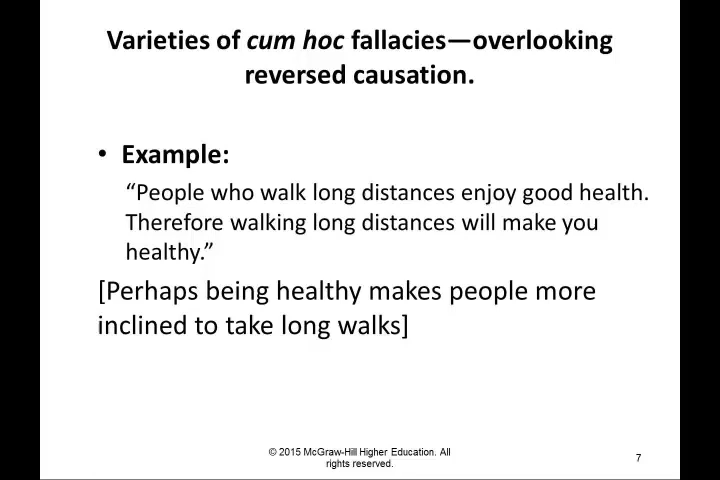 Varieties of cum hoc fallacies—overlooking
reversed causation.
• Example:
“People who walk long distances enjoy good health.
Therefore walking long distances will make you
healthy.”
[Perhaps being healthy makes people more
inclined to take long walks]
© 2015 McGraw-Hill Higher Education. All
rights reserved.
7